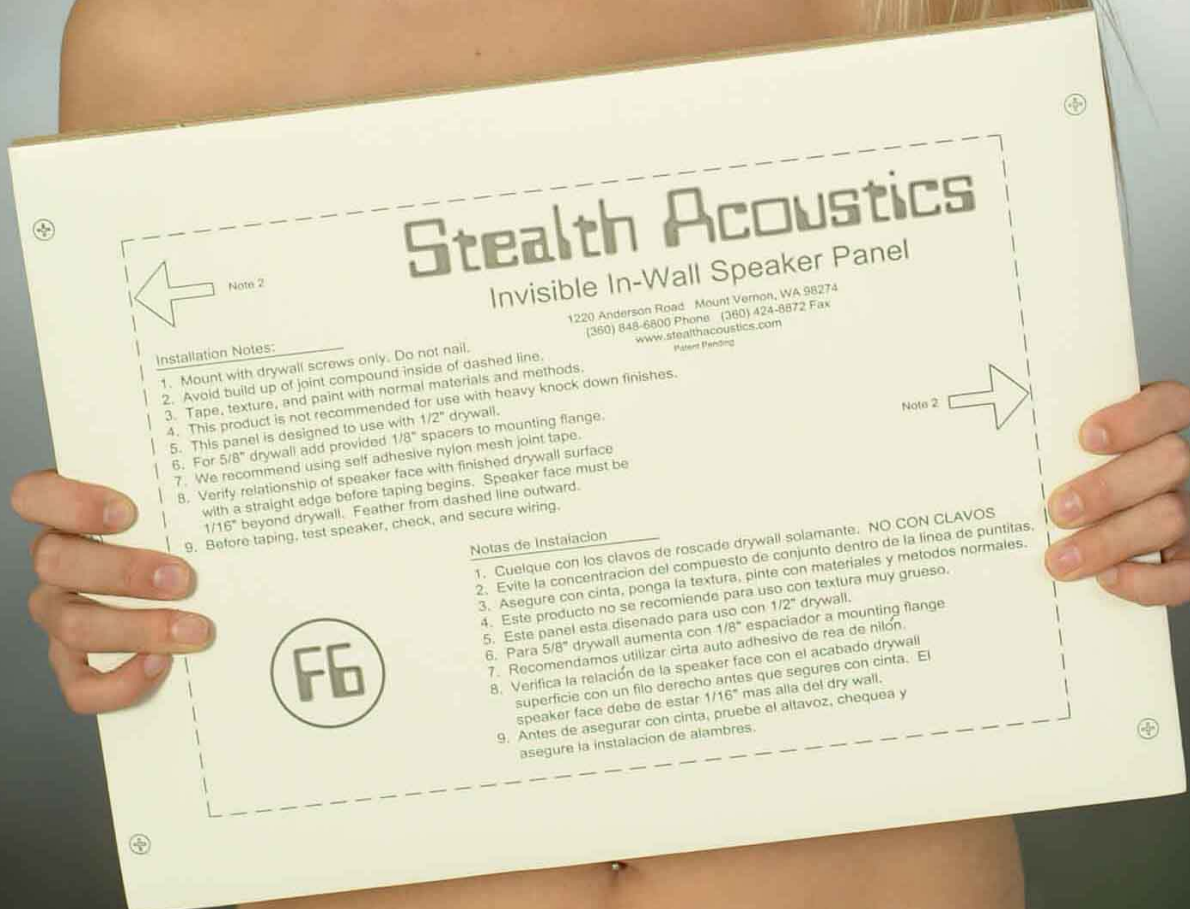 Stealth Acoustics
Invisible In-Wall Speaker Panel
1220 Anderson Road Mount Vernon, WA 98274
(360) 848-6800 Phone (360) 424-8872 Fax
www.stealthacoustics.com
Patent Pending
Note 2
Installation Notes:
1. Mount with drywall screws only. Do not nail.
2. Avoid build up of joint compound inside of dashed line.
3. Tape, texture, and paint with normal materials and methods.
4. This product is not recommended for use with heavy knock down finishes.
5. This panel is designed to use with 1/2" drywall.
6. For 5/8" drywall add provided 1/8" spacers to mounting flange.
7. We recommend using self adhesive nylon mesh joint tape.
8. Verify relationship of speaker face with finished drywall surface
with a straight edge before taping begins. Speaker face must be
1/16" beyond drywall. Feather from dashed line outward.
9. Before taping, test speaker, check, and secure wiring.
Note 2
Notas de Instalacion
1. Cuelque con los clavos de roscade drywall solamante. NO CON CLAVOS
2. Evite la concentracion del compuesto de conjunto dentro de la linea de puntitas.
3. Asegure con cinta, ponga la textura, pinte con materiales y metodos normales.
4. Este producto no se recomiende para uso con textura muy grueso.
5. Este panel esta disenado para uso con 1/2" drywall.
6. Para 5/8" drywall aumenta con 1/8" espaciador a mounting flange
7. Recomendamos utilizar cirta auto adhesivo de rea de nilón.
8. Verifica la relación de la speaker face con el acabado drywall
superficie con un filo derecho antes que segures con cinta. El
speaker face debe de estar 1/16" mas alla del dry wall.
9. Antes de asegurar con cinta, pruebe el altavoz, chequea y
asegure la instalacion de alambres.
F6